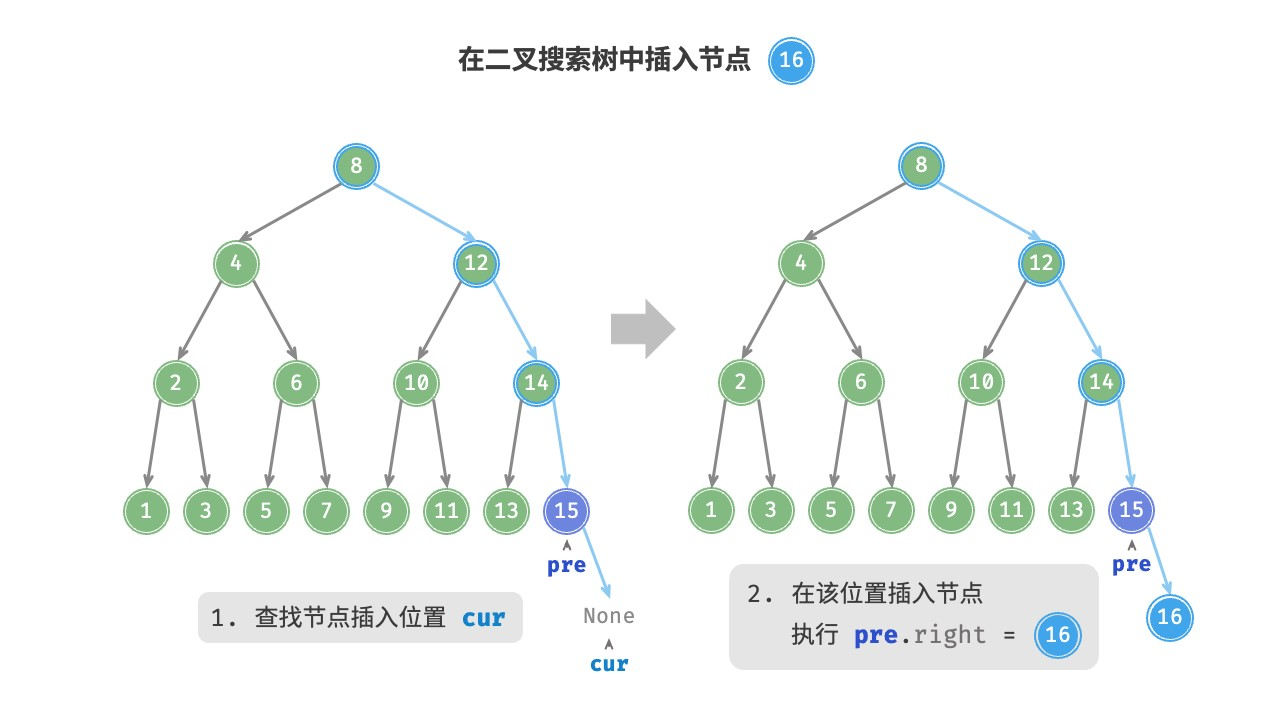 在二叉搜索树中插入节点 16
8
4 12
2 6 10 14
1 3 5 7 9 11 13 15
pre
None
cur
1. 查找节点插入位置 cur
8
4 12
2 6 10 14
1 3 5 7 9 11 13 15
pre
16
2. 在该位置插入节点
执行 pre.right = 16